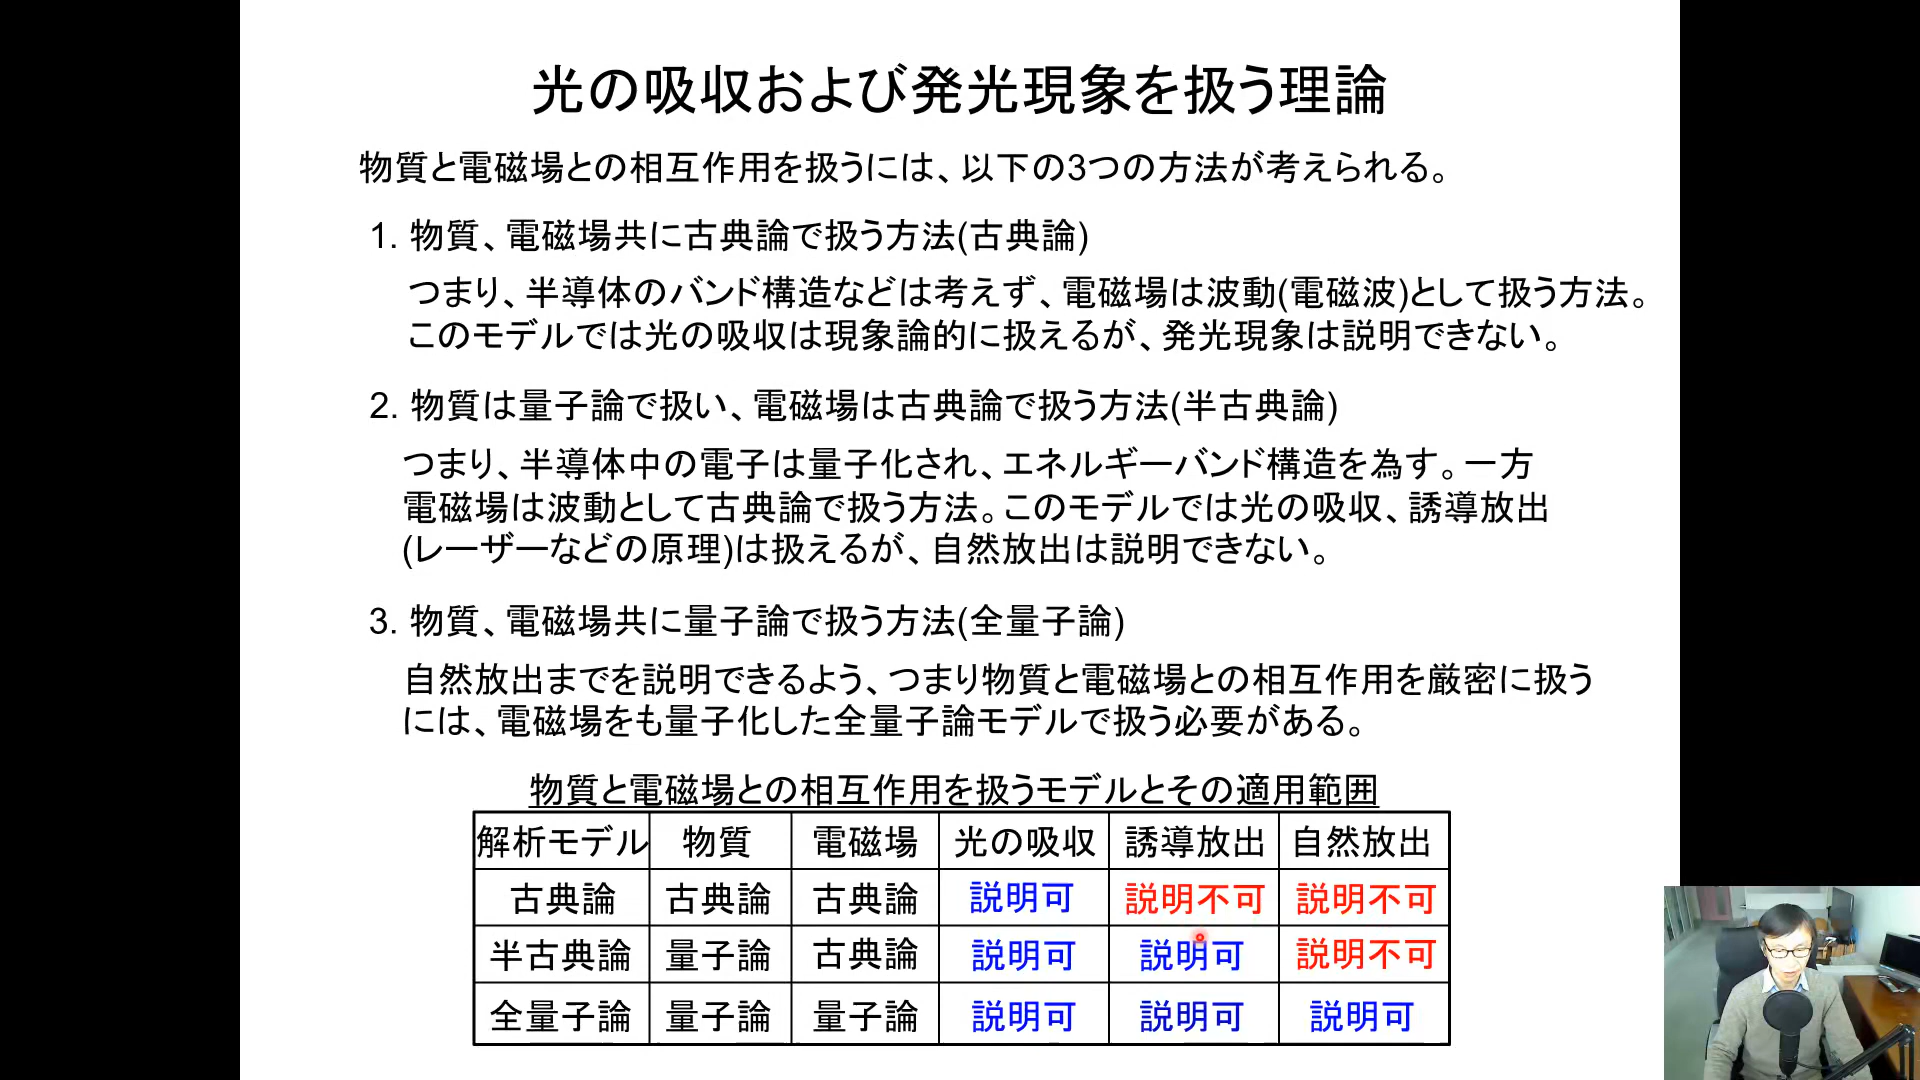 光の吸収および発光現象を扱う理論
物質と電磁場との相互作用を扱うには、以下の3つの方法が考えられる。
1. 物質、電磁場共に古典論で扱う方法(古典論)
つまり、半導体のバンド構造などは考えず、電磁場は波動(電磁波)として扱う方法。
このモデルでは光の吸収は現象論的に扱えるが、発光現象は説明できない。
2. 物質は量子論で扱い、電磁場は古典論で扱う方法(半古典論)
つまり、半導体中の電子は量子化され、エネルギーバンド構造を為す。一方
電磁場は波動として古典論で扱う方法。このモデルでは光の吸収、誘導放出
(レーザーなどの原理)は扱えるが、自然放出は説明できない。
3. 物質、電磁場共に量子論で扱う方法(全量子論)
自然放出までを説明できるよう、つまり物質と電磁場との相互作用を厳密に扱う
には、電磁場をも量子化した全量子論モデルで扱う必要がある。
物質と電磁場との相互作用を扱うモデルとその適用範囲
解析モデル 物質 電磁場 光の吸収 誘導放出 自然放出
古典論 古典論 古典論 説明可 説明不可 説明不可
半古典論 量子論 古典論 説明可 説明可 説明不可
全量子論 量子論 量子論 説明可 説明可 説明可